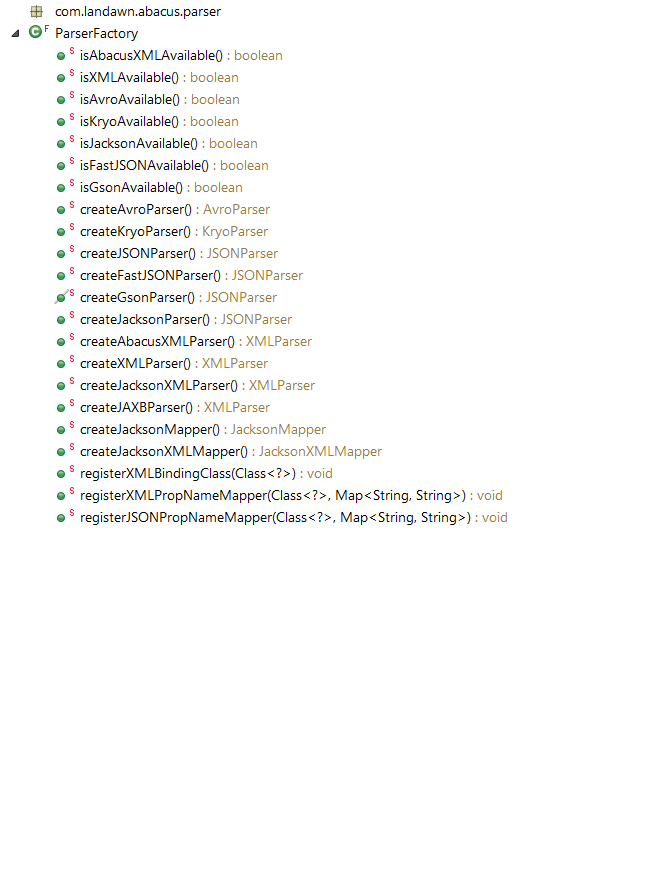 com.landawn.abacus.parser
F ParserFactory
S isAbacusXMLAvailable() : boolean
S isXMLAvailable() : boolean
S isAvroAvailable() : boolean
S isKryoAvailable() : boolean
S isJacksonAvailable() : boolean
S isFastJSONAvailable() : boolean
S isGsonAvailable() : boolean
S createAvroParser() : AvroParser
S createKryoParser() : KryoParser
S createJSONParser() : JSONParser
S createFastJSONParser() : JSONParser
S createGsonParser() : JSONParser
S createJacksonParser() : JSONParser
S createAbacusXMLParser() : XMLParser
S createXMLParser() : XMLParser
S createJacksonXMLParser() : XMLParser
S createJAXBParser() : XMLParser
S createJacksonMapper() : JacksonMapper
S createJacksonXMLMapper() : JacksonXMLMapper
S registerXMLBindingClass(Class<?>) : void
S registerXMLPropNameMapper(Class<?>, Map<String, String>) : void
S registerJSONPropNameMapper(Class<?>, Map<String, String>) : void